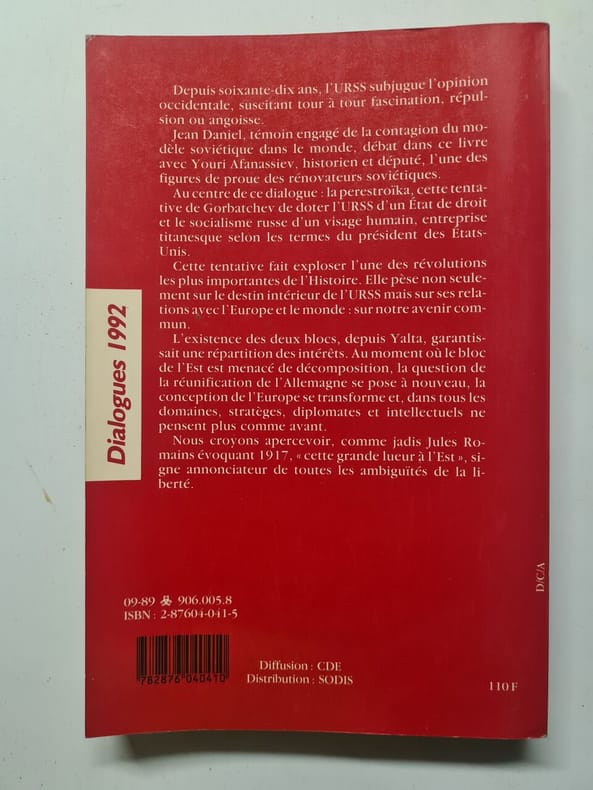 Depuis soixante-dix ans, l'URSS subjugue l'opinion
occidentale, suscitant tour à tour fascination, répul-
sion ou angoisse.
Jean Daniel, témoin engagé de la contagion du mo-
dèle soviétique dans le monde, débat dans ce livre
avec Youri Afanassiev, historien et député, l'une des
figures de proue des rénovateurs soviétiques.
Au centre de ce dialogue : la perestroïka, cette tenta-
tive de Gorbatchev de doter l'URSS d'un État de droit
et le socialisme russe d'un visage humain, entreprise
titanesque selon les termes du président des États-
Unis.
Cette tentative fait exploser l'une des révolutions
les plus importantes de l'Histoire. Elle pèse non seule-
ment sur le destin intérieur de l'URSS mais sur ses rela-
tions avec l'Europe et le monde : sur notre avenir com-
mun.
L'existence des deux blocs, depuis Yalta, garantis-
sait une répartition des intérêts. Au moment où le bloc
de l'Est est menacé de décomposition, la question de
la réunification de l'Allemagne se pose à nouveau, la
conception de l'Europe se transforme et, dans tous les
domaines, stratèges, diplomates et intellectuels ne
pensent plus comme avant.
Nous croyons apercevoir, comme jadis Jules Ro-
mains évoquant 1917, « cette grande lueur à l'Est », si-
gne annonciateur de toutes les ambiguïtés de la li-
berté.
Dialogues 1992
D/C/A
09-89 906.005.8
ISBN : 2-87604-041-5
782876 040410
Diffusion : CDE
Distribution : SODIS
110 F